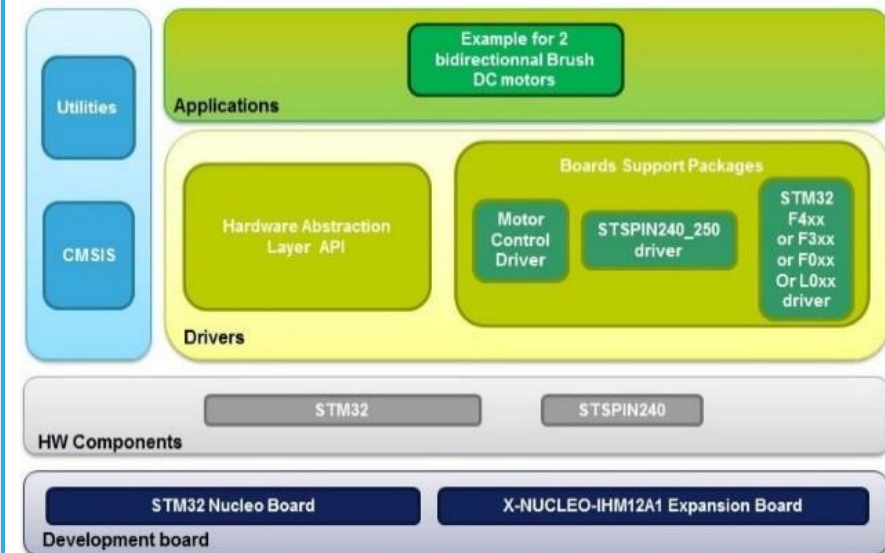 Utilities
CMSIS
Example for 2
bidirectionnal Brush
DC motors
Applications
Hardware Abstraction
Layer API
Boards Support Packages
Motor
Control
Driver
STSPIN240_250
driver
STM32
F4xx
or F3xx
or F0xx
Or L0xx
driver
Drivers
STM32
STSPIN240
HW Components
STM32 Nucleo Board
X-NUCLEO-IHM12A1 Expansion Board
Development board